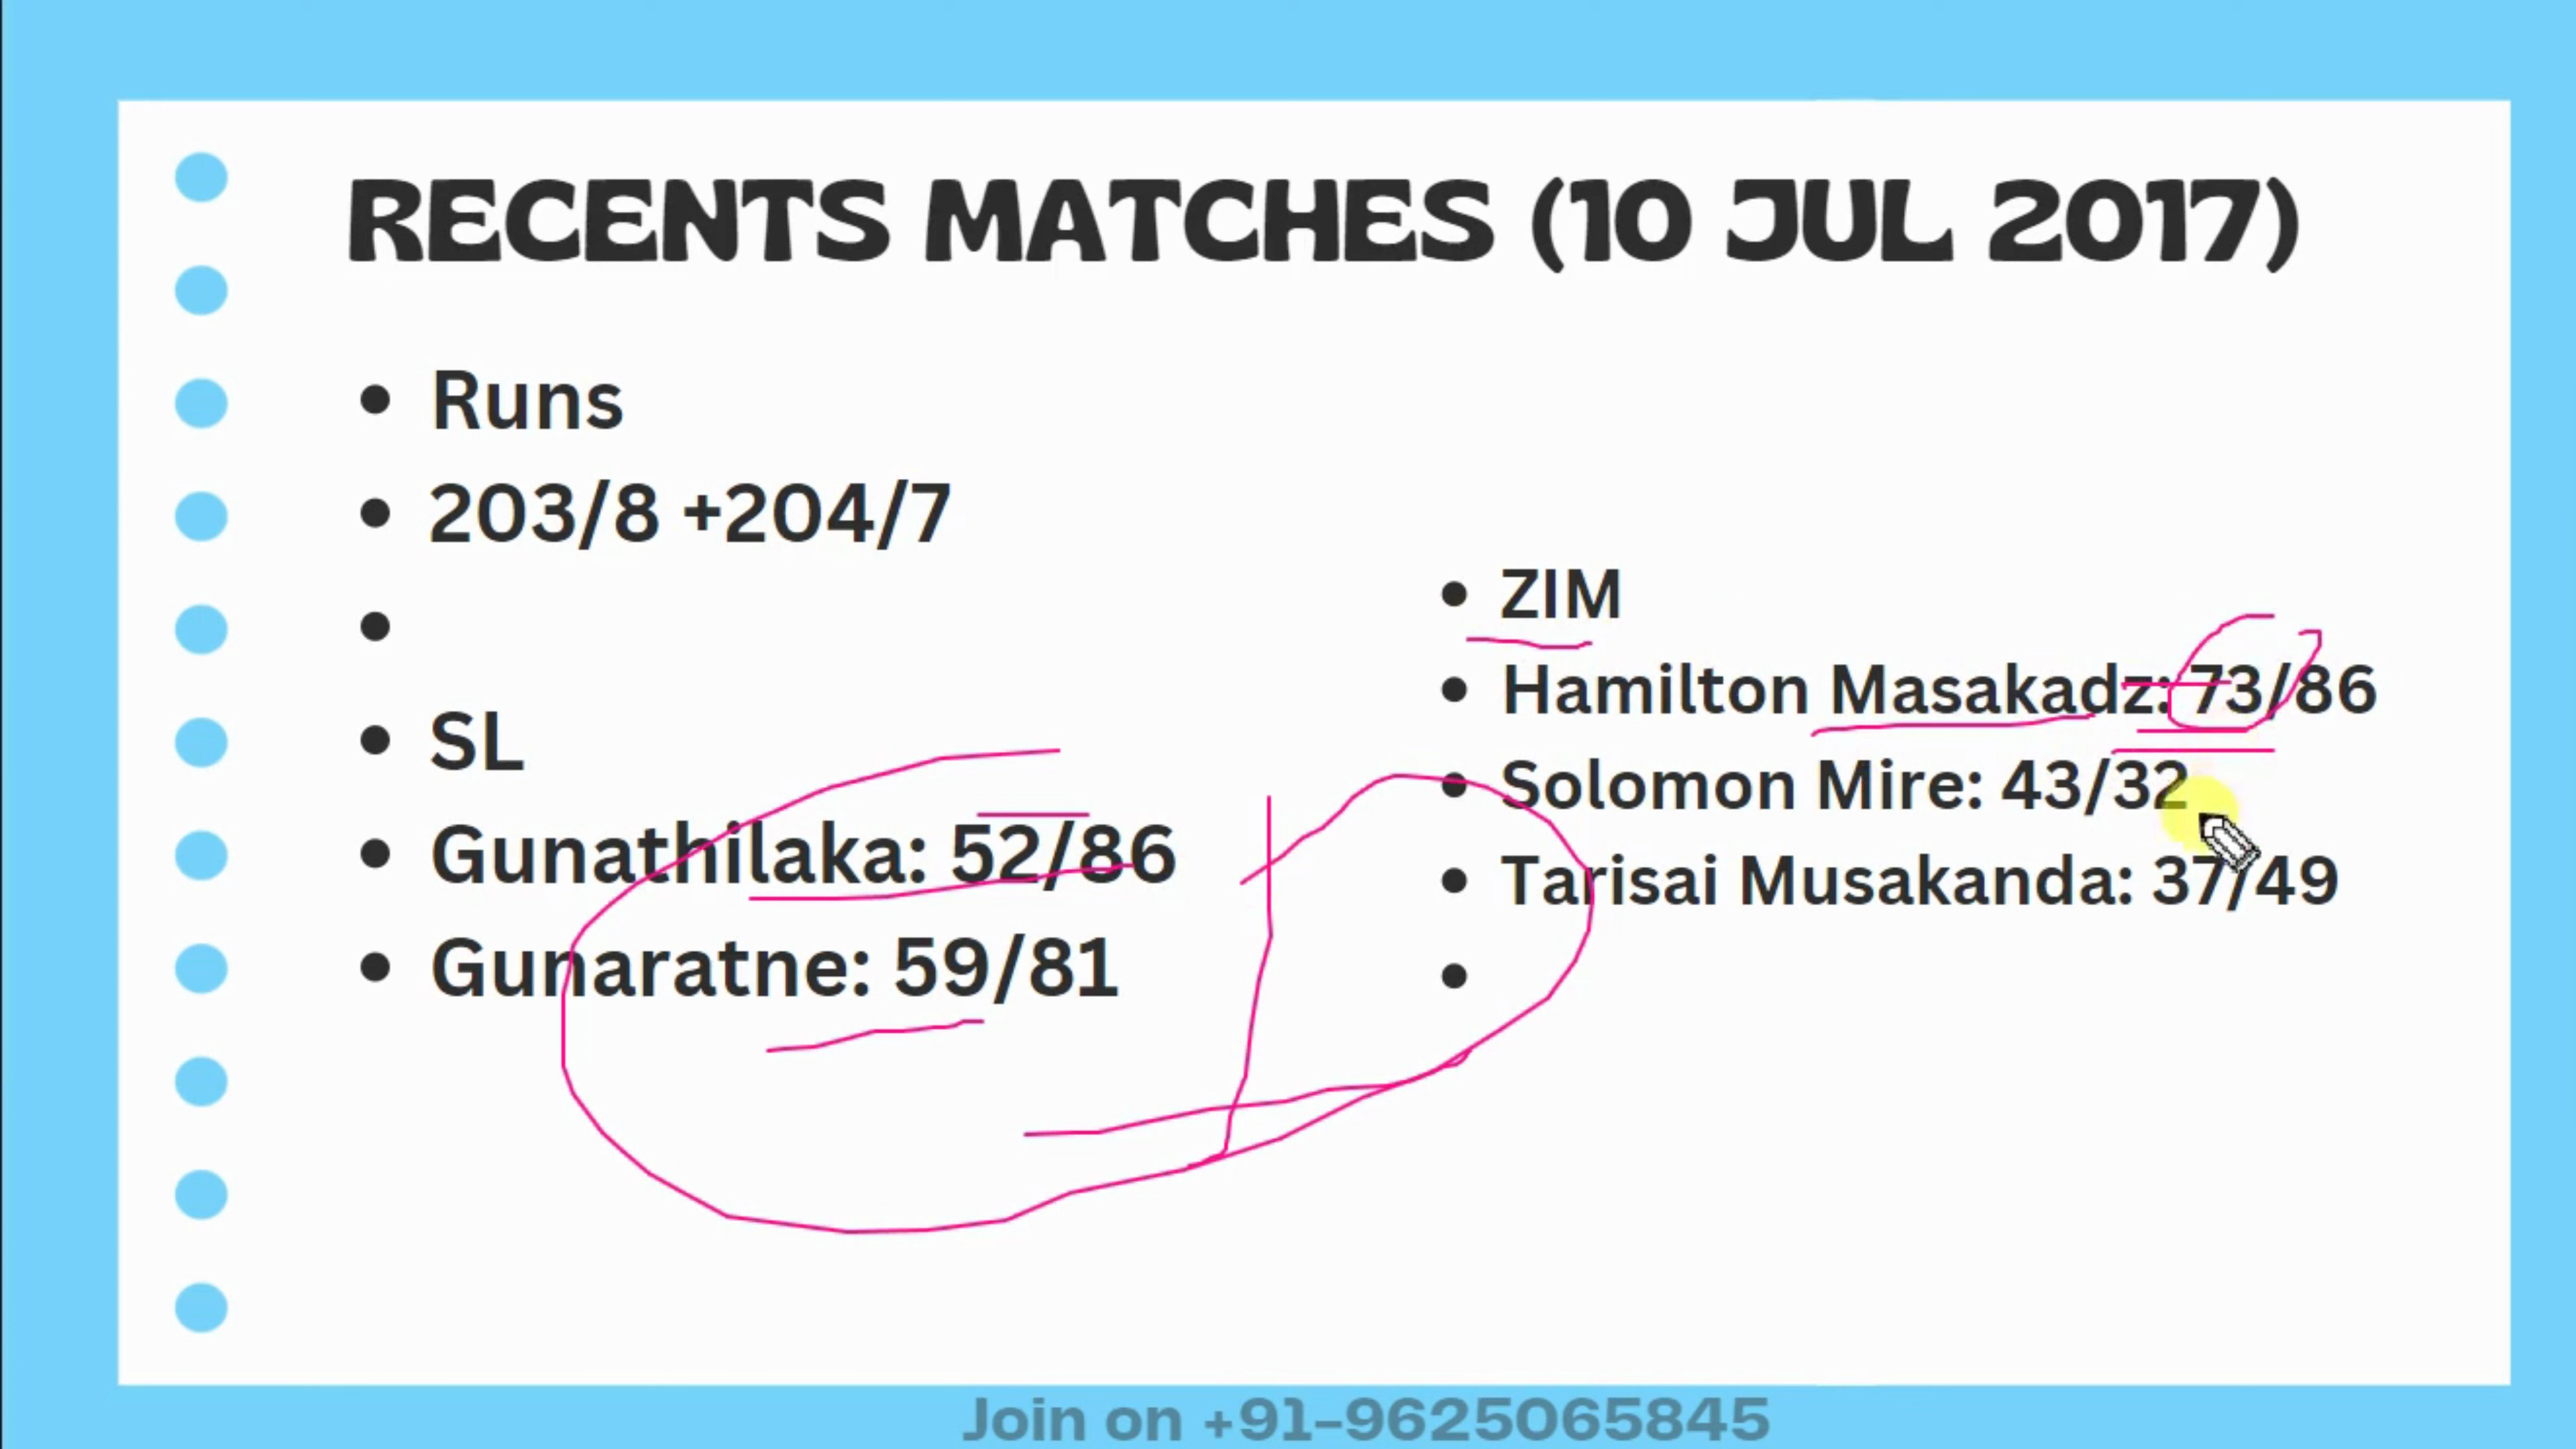 RECENTS MATCHES (10 JUL 2017)
Runs
203/8 +204/7
SL
Gunathilaka: 52/86
Gunaratne: 59/81
ZIM
Hamilton Masakadz: 73/86
Solomon Mire: 43/32
Tarisai Musakanda: 37/49
Join on +91-9625065845